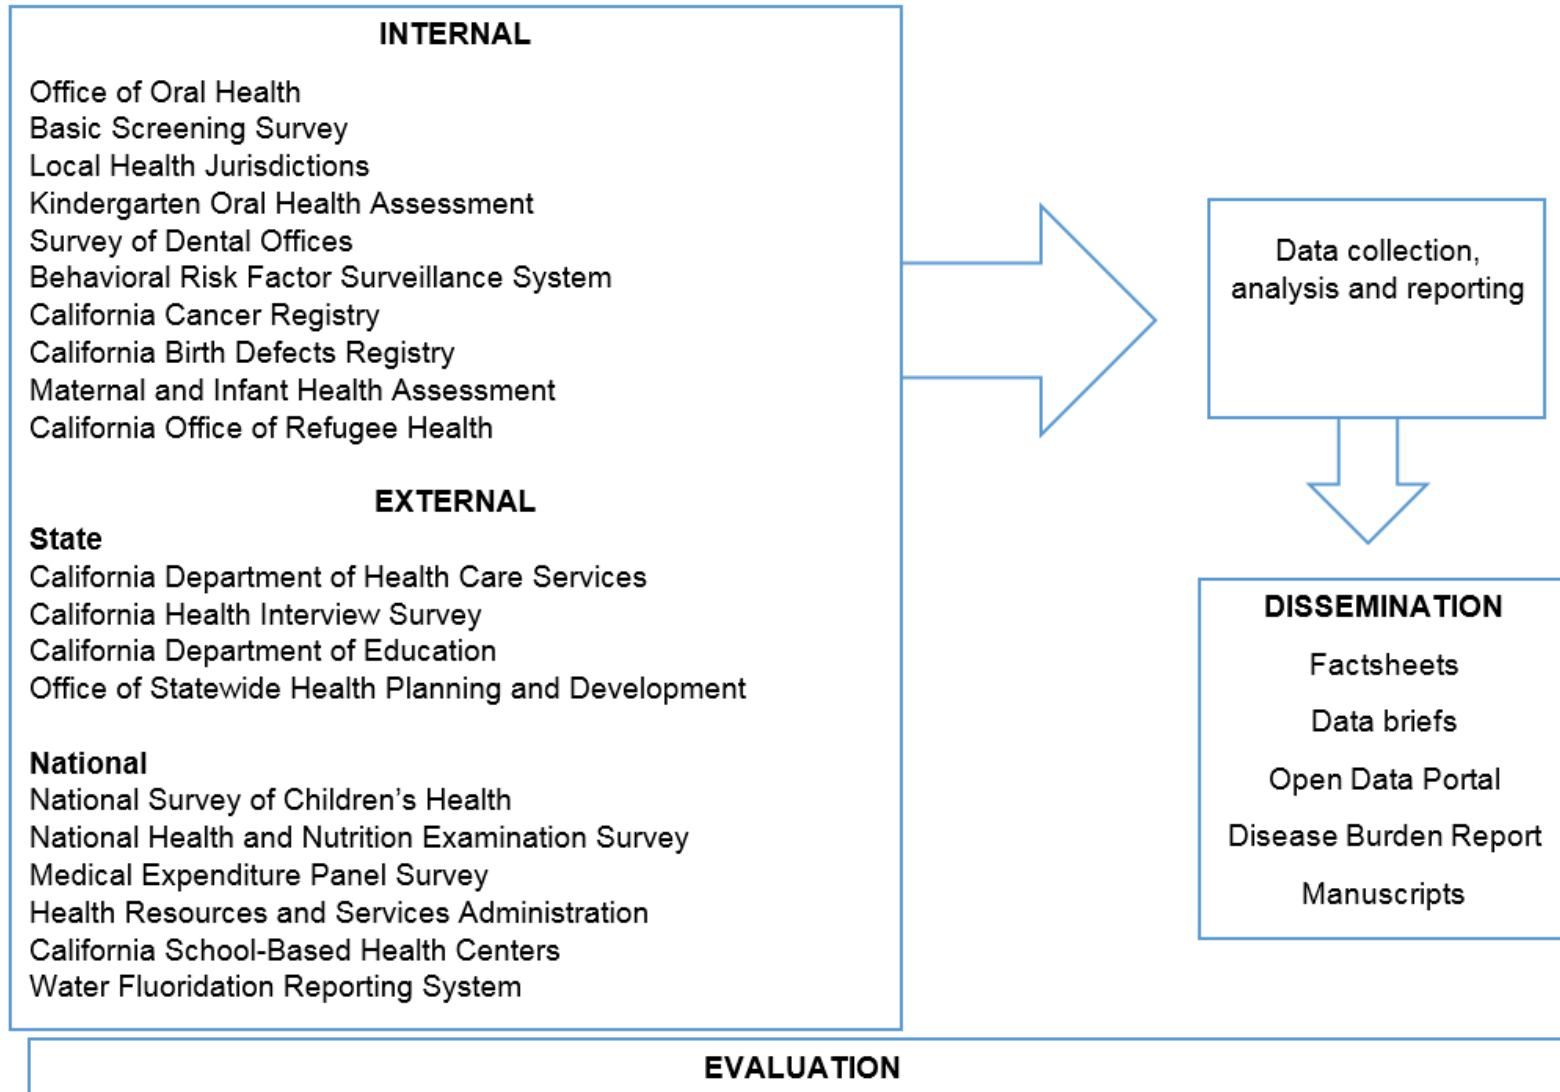 INTERNAL
Office of Oral Health
Basic Screening Survey
Local Health Jurisdictions
Kindergarten Oral Health Assessment
Survey of Dental Offices
Behavioral Risk Factor Surveillance System
California Cancer Registry
California Birth Defects Registry
Maternal and Infant Health Assessment
California Office of Refugee Health
EXTERNAL
State
California Department of Health Care Services
California Health Interview Survey
California Department of Education
Office of Statewide Health Planning and Development
National
National Survey of Children’s Health
National Health and Nutrition Examination Survey
Medical Expenditure Panel Survey
Health Resources and Services Administration
California School-Based Health Centers
Water Fluoridation Reporting System
Data collection,
analysis and reporting
DISSEMINATION
Factsheets
Data briefs
Open Data Portal
Disease Burden Report
Manuscripts
EVALUATION